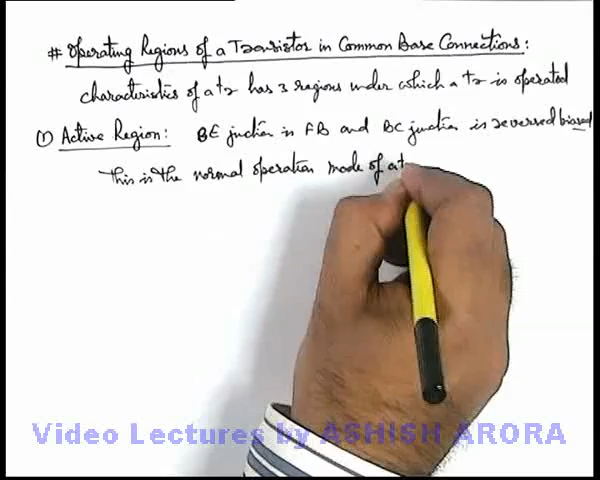 # Operating Regions of a Transistor in Common Base Connections:
characteristics of a tr has 3 regions under which a tr is operated
(1) Active Region: BE junction is FB and BC junction is reversed biased
This is the normal operation mode of a t
Video Lectures by ASHISH ARORA